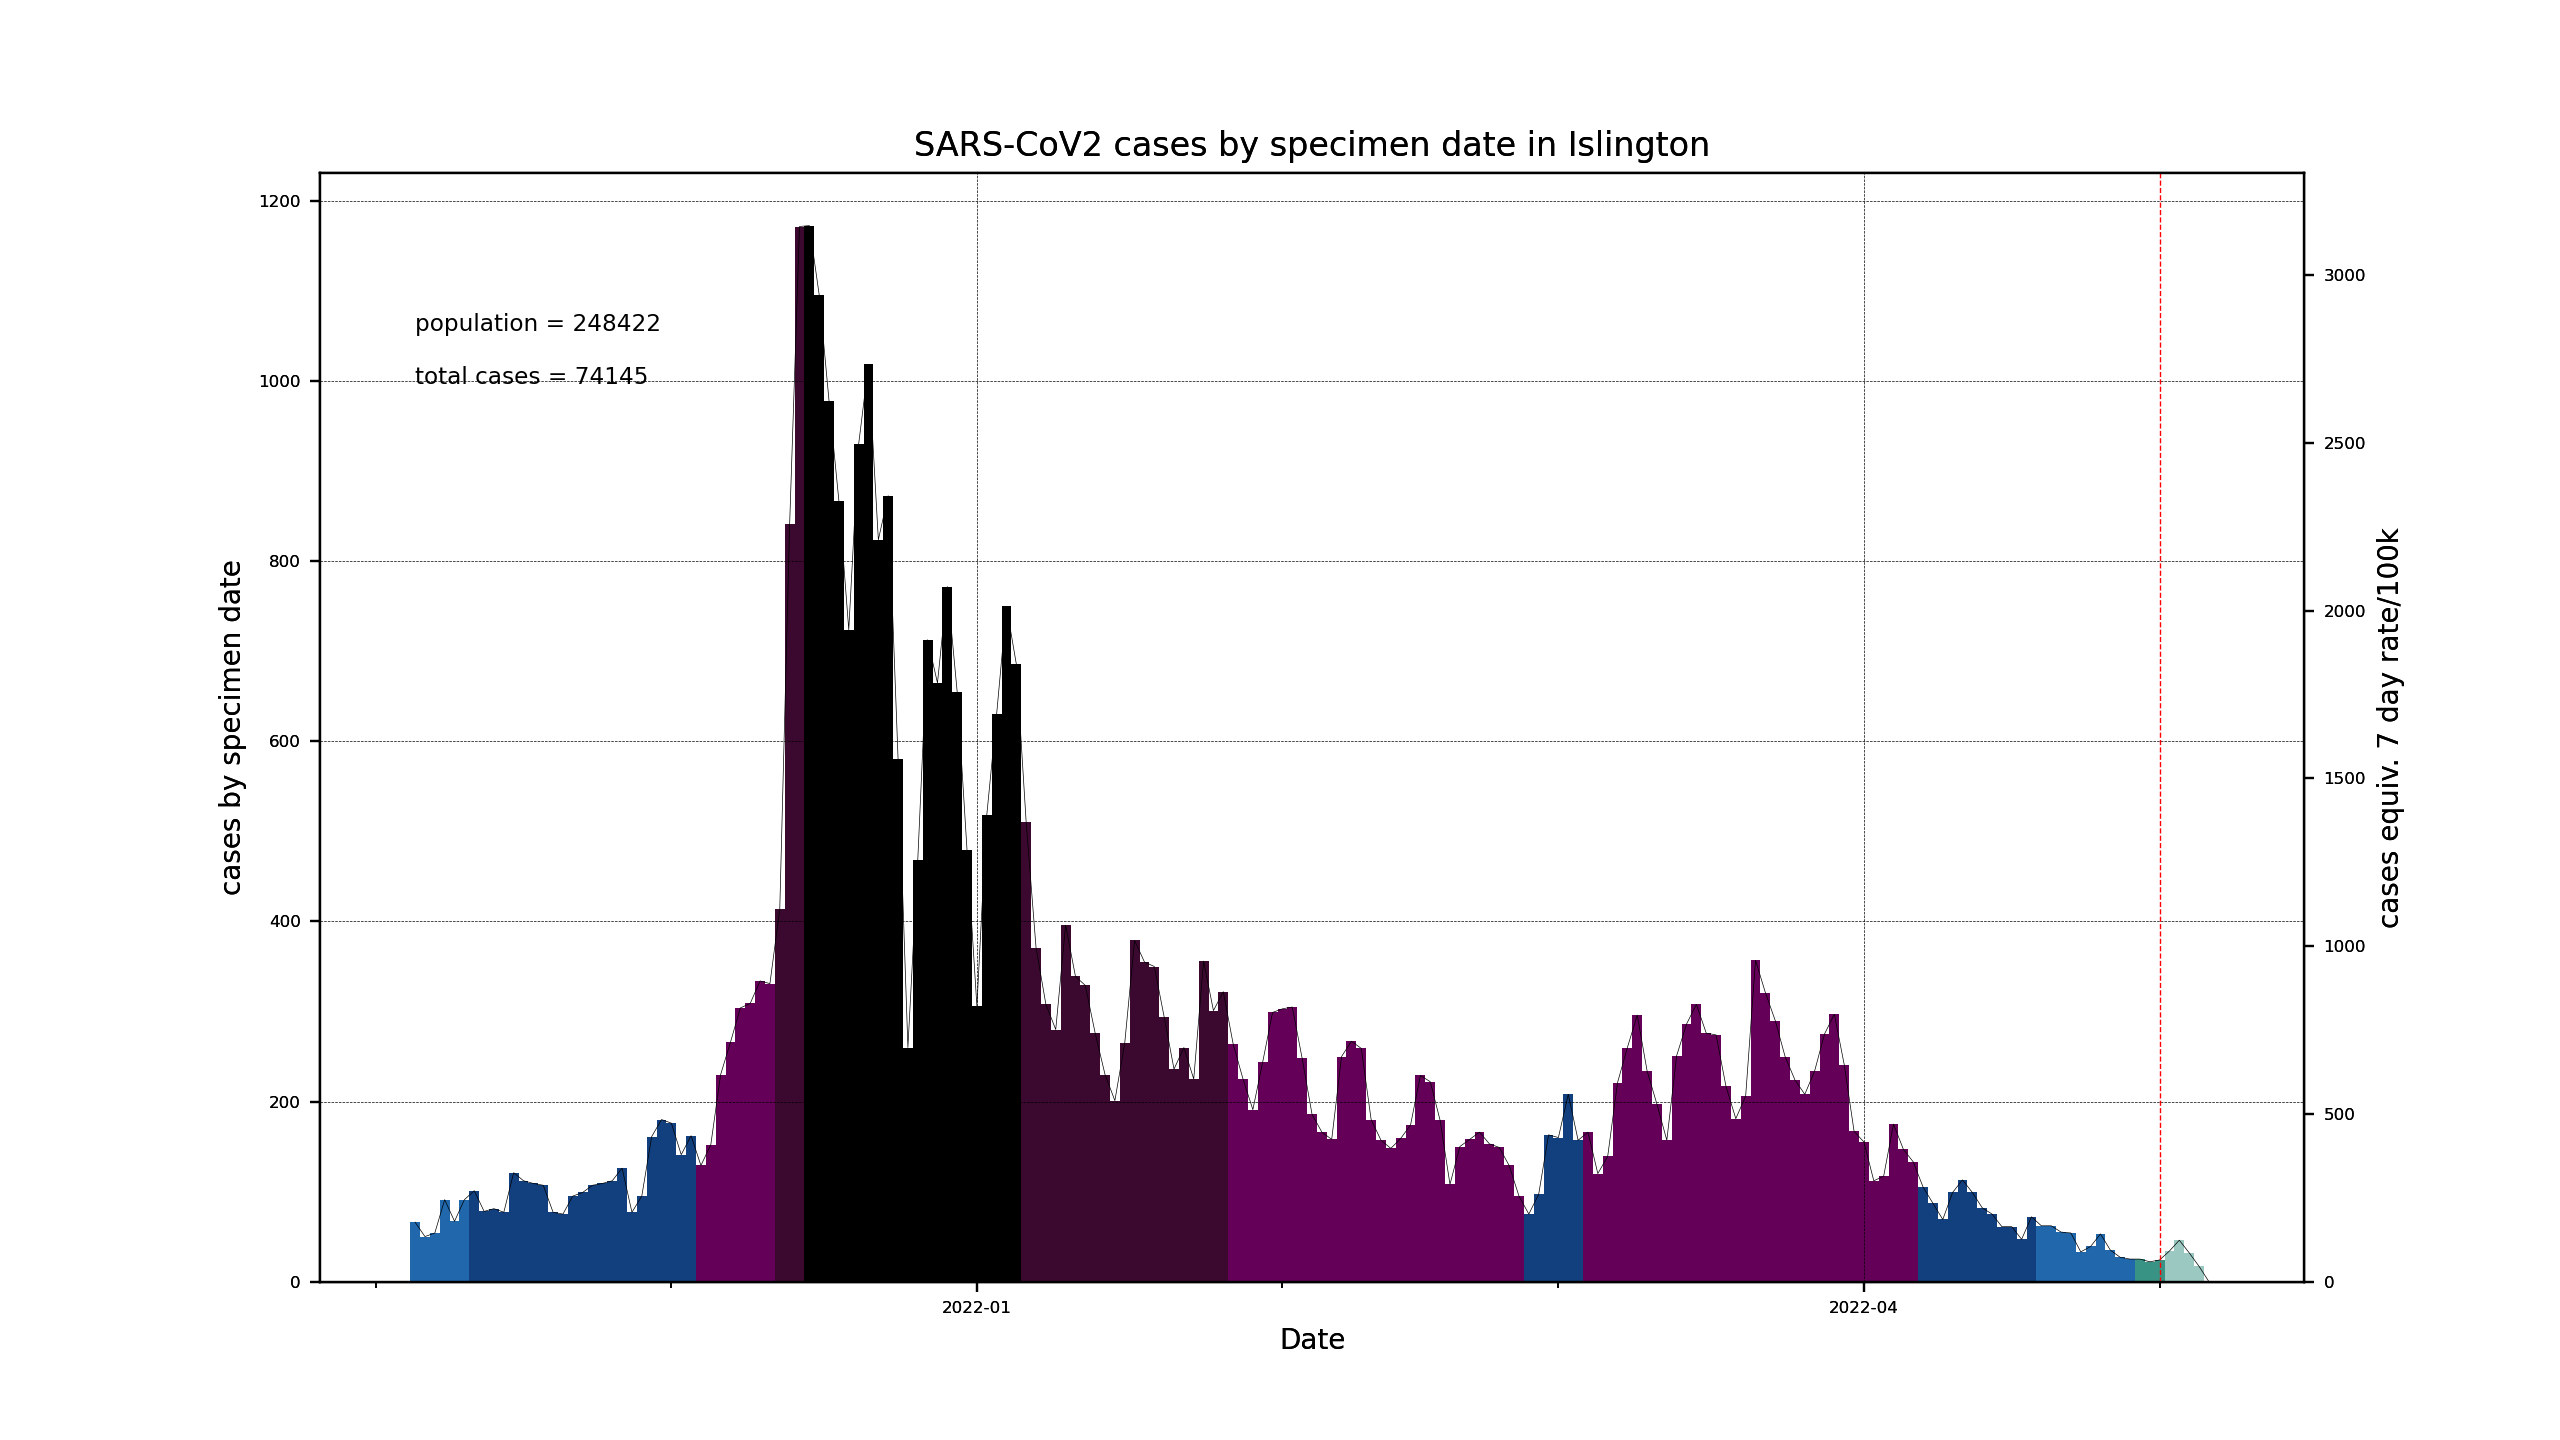 SARS-CoV2 cases by specimen date in Islington
population = 248422
total cases = 74145
cases by specimen date
1200
1000
800
600
400
200
0
3000
2500
2000
1500
1000
500
0
cases equiv. 7 day rate/100k
2022-01
2022-04
Date